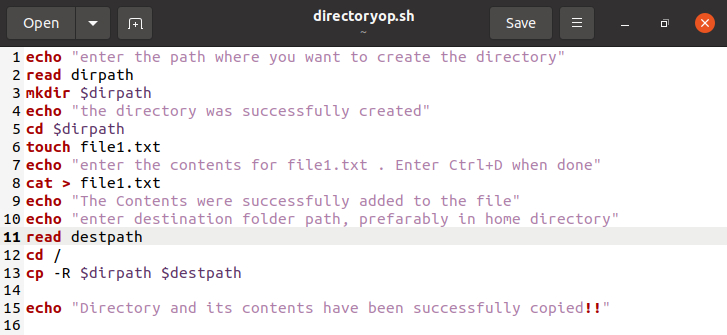 Open
directoryop.sh
~
Save
1 echo "enter the path where you want to create the directory"
2 read dirpath
3 mkdir $dirpath
4 echo "the directory was successfully created"
5 cd $dirpath
6 touch file1.txt
7 echo "enter the contents for file1.txt . Enter Ctrl+D when done"
8 cat > file1.txt
9 echo "The Contents were successfully added to the file"
10 echo "enter destination folder path, prefarably in home directory"
11 read destpath
12 cd /
13 cp -R $dirpath $destpath
14
15 echo "Directory and its contents have been successfully copied!!"
16